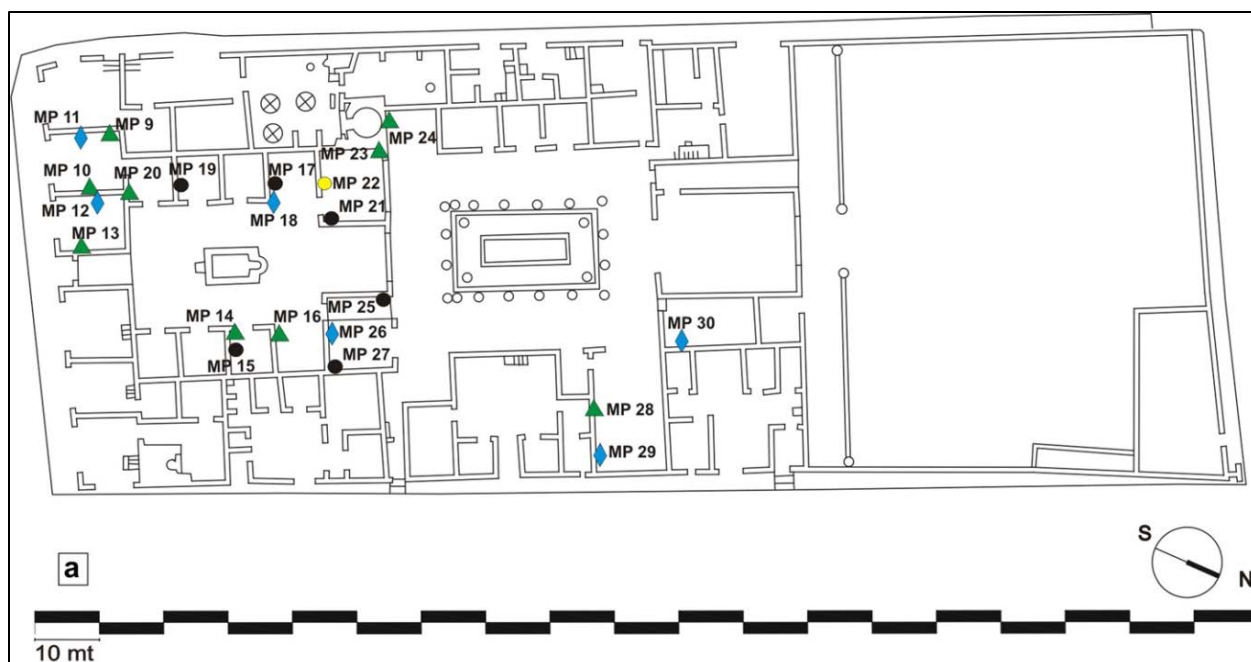 MP 11
MP 9
MP 24
MP 23
MP 10
MP 20
MP 19
MP 17
MP 22
MP 12
MP 18
MP 21
MP 13
MP 25
MP 14
MP 16
MP 26
MP 30
MP 15
MP 27
MP 28
MP 29
S
N
a
10 mt